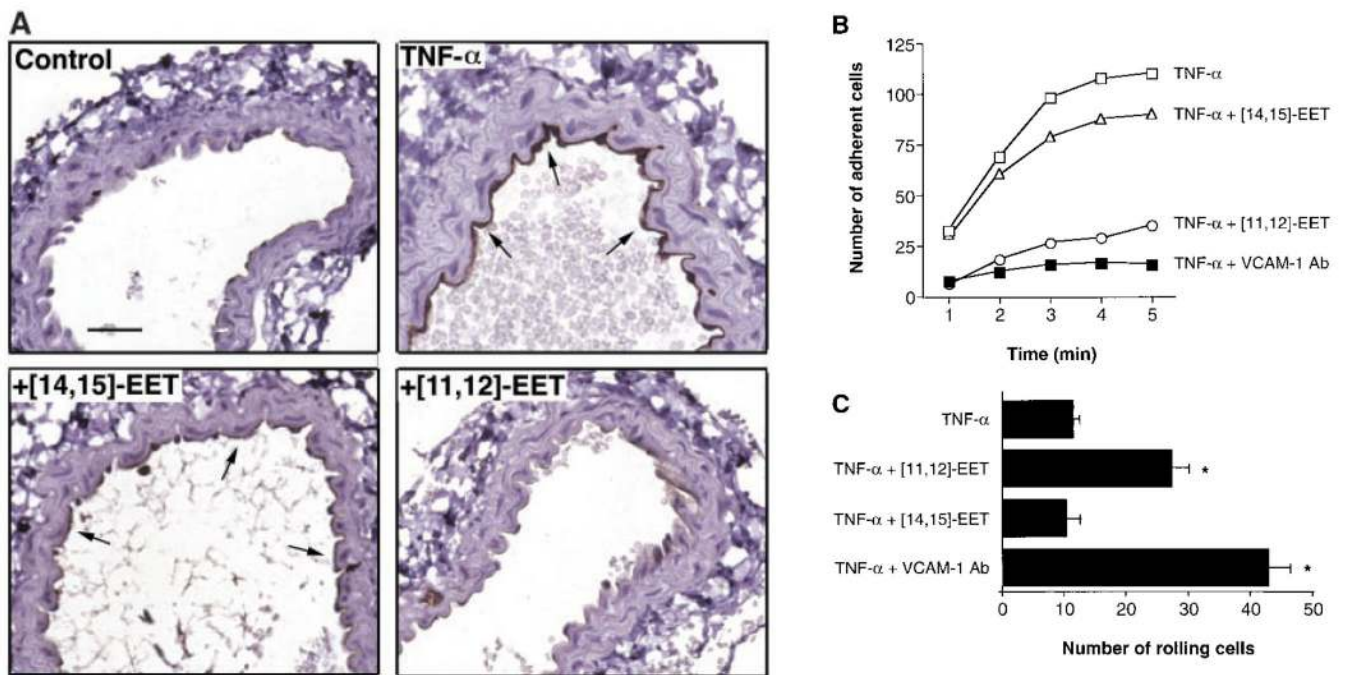 A
Control
TNF-α
+[14,15]-EET
+[11,12]-EET
B
Number of adherent cells
125
100
75
50
25
0
TNF-α
TNF-α + [14,15]-EET
TNF-α + [11,12]-EET
TNF-α + VCAM-1 Ab
1 2 3 4 5
Time (min)
C
TNF-α
TNF-α + [11,12]-EET *
TNF-α + [14,15]-EET
TNF-α + VCAM-1 Ab *
0 10 20 30 40 50
Number of rolling cells